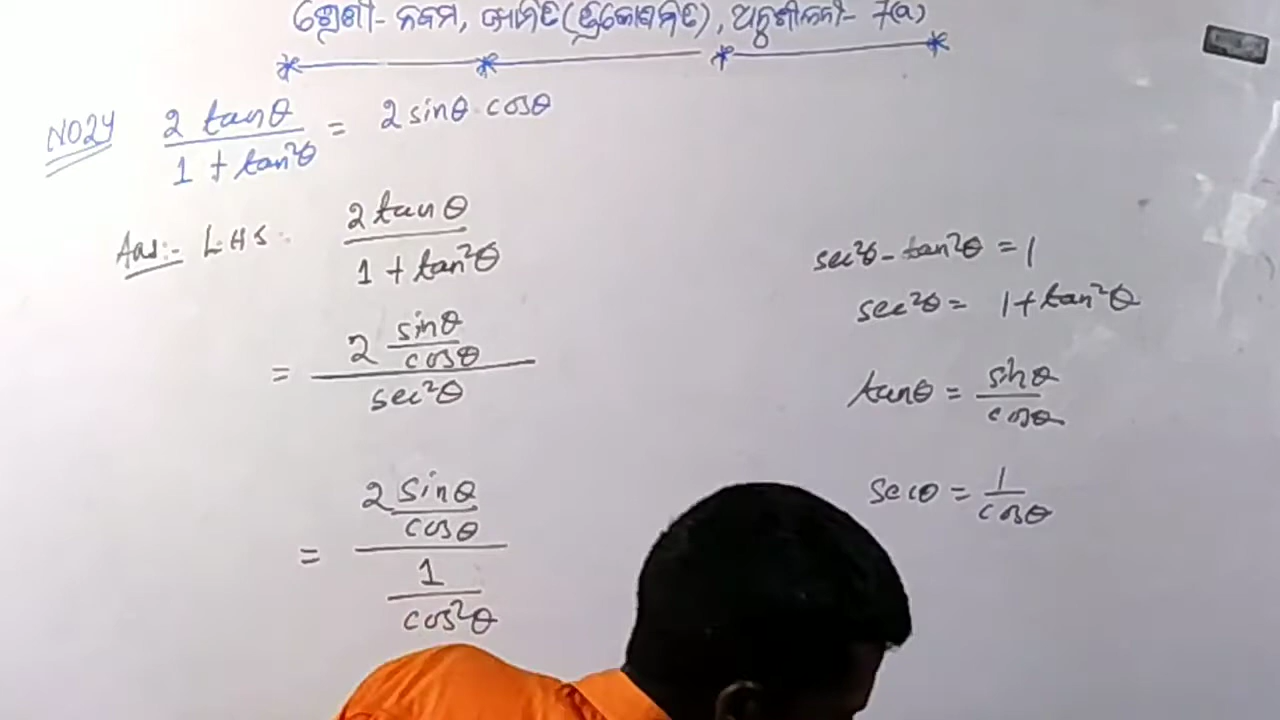 ଶ୍ରେଣୀ- ନବମ, ଜ୍ୟାମିତି (ତ୍ରିକୋଣମିତି), ଅନୁଶୀଳନୀ- 7(a)
NO24 2 tanθ / 1 + tan²θ = 2 sinθ · cosθ
Ans:- L.H.S. 2 tanθ / 1 + tan²θ
= 2 sinθ/cosθ / sec²θ
= 2 sinθ/cosθ / 1/cos²θ
sec²θ - tan²θ = 1
sec²θ = 1 + tan²θ
tanθ = sinθ/cosθ
secθ = 1/cosθ